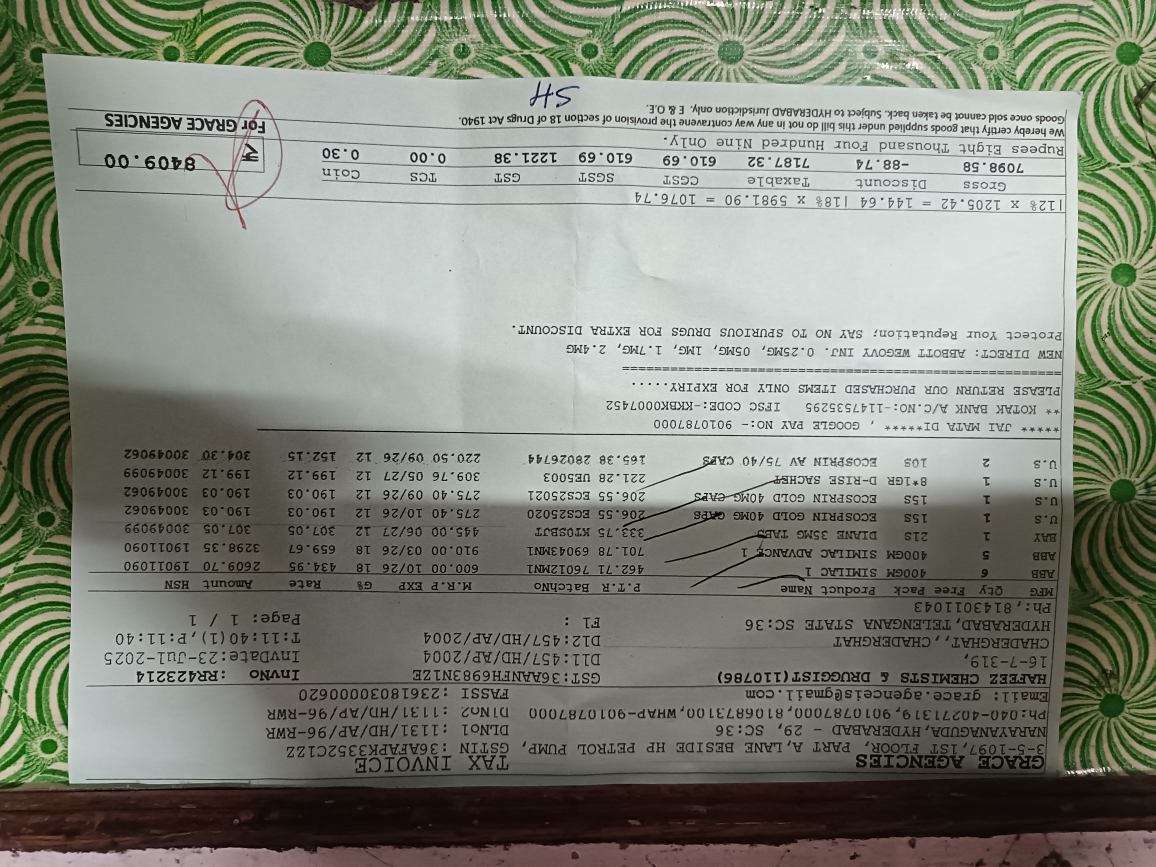 GRACE AGENCIES TAX INVOICE
3-5-1097, 1ST FLOOR, PART A, LANE BESIDE HP PETROL PUMP, GSTIN :36AFAPK3352C1ZZ
NARAYANAGUDA, HYDERABAD - 29, SC:36 DLNO1 :1131/HD/AP/96-RWR
Ph:040-40271319, 9010787000, 8106873100, WHAP-9010787000 DlNo2 :1131/HD/AP/96-RWR
Email: grace.agenceis@gmail.com FASSI :23618030000620
HAFEEZ CHEMISTS & DRUGGIST(110786) GST:36AANFH6983N1ZE InvNo :RR423214
16-7-319, D11:457/HD/AP/2004 InvDate:23-Jul-2025
CHADERGHAT,,CHADERGHAT D12:457/HD/AP/2004 T:11:40(1),P:11:40
HYDERABAD, TELENGANA STATE SC:36 Fl : Page: 1 / 1
Ph:,8143011043
MFG Qty Free Pack Product Name P.T.R BatchNo M.R.P EXP G% Rate Amount HSN
ABB 6 400GM SIMILAC 1 462.71 76012MN1 600.00 10/26 18 434.95 2609.70 19011090
ABB 5 400GM SIMILAC ADVANCE 1 701.78 69043MN1 910.00 03/26 18 659.67 3298.35 19011090
BAY 1 21S DIANE 35MG TABS 333.75 KT0SBDT 445.00 06/27 12 307.05 307.05 30049099
U.S 1 15S ECOSPRIN GOLD 40MG CAPS 206.55 ECS25020 275.40 10/26 12 190.03 190.03 30049062
U.S 1 15S ECOSPRIN GOLD 40MG CAPS 206.55 ECS25021 275.40 09/26 12 190.03 190.03 30049062
U.S 1 8*1GR D-RISE SACHET 221.28 UE5003 309.76 05/27 12 199.12 199.12 30049099
U.S 2 10S ECOSPRIN AV 75/40 CAPS 165.38 28026744 220.50 09/26 12 152.15 304.30 30049062
***** JAI MATA DI***** , GOOGLE PAY NO:- 9010787000
** KOTAK BANK A/C.NO:-1147535295 IFSC CODE:-KKBK0007452
PLEASE RETURN OUR PURCHASED ITEMS ONLY FOR EXPIRY.....
======================================================
NEW DIRECT: ABBOTT WEGOVY INJ. 0.25MG, 05MG, 1MG, 1.7MG, 2.4MG
Protect Your Reputation; SAY NO TO SPURIOUS DRUGS FOR EXTRA DISCOUNT.
|12% x 1205.42 = 144.64 |18% x 5981.90 = 1076.74
Gross Discount Taxable CGST SGST GST TCS Coin
7098.58 -88.74 7187.32 610.69 610.69 1221.38 0.00 0.30 ₹ 8409.00
Rupees Eight Thousand Four Hundred Nine Only.
We hereby certify that goods supplied under this bill do not in any way contravene the provision of section 18 of Drugs Act 1940. For GRACE AGENCIES
Goods once sold cannot be taken back. Subject to HYDERABAD Jurisdiction only. E & O.E.
SH